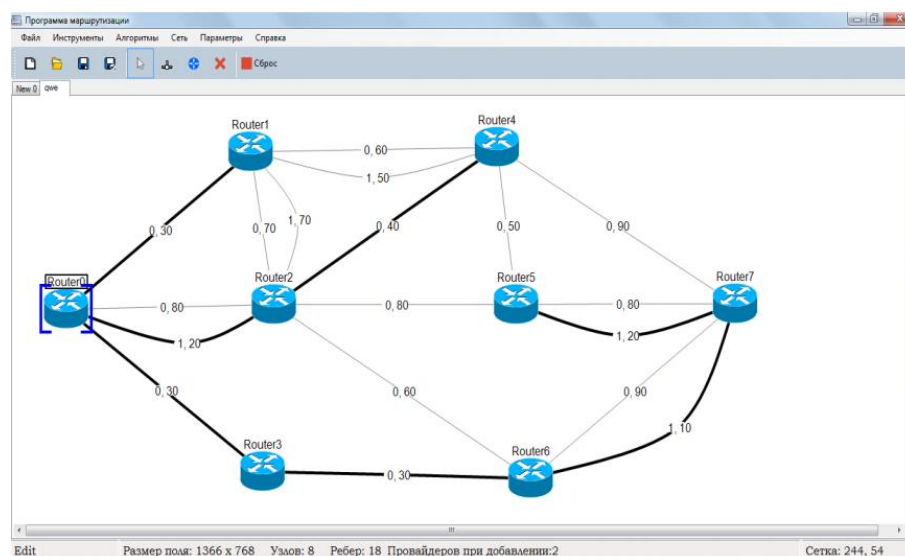 Программа маршрутизации
Файл Инструменты Алгоритмы Сеть Параметры Справка
Сброс
New 0 qwe
Router1
Router4
0, 60
1, 50
0, 30
0, 70
1, 70
0, 40
0, 50
0, 90
Router0
Router2
Router5
Router7
0, 80
0, 80
0, 80
1, 20
1, 20
0, 30
0, 60
0, 90
1, 10
Router3
Router6
0, 30
Edit Размер поля: 1366 x 768 Узлов: 8 Ребер: 18 Провайдеров при добавлении:2 Сетка: 244, 54